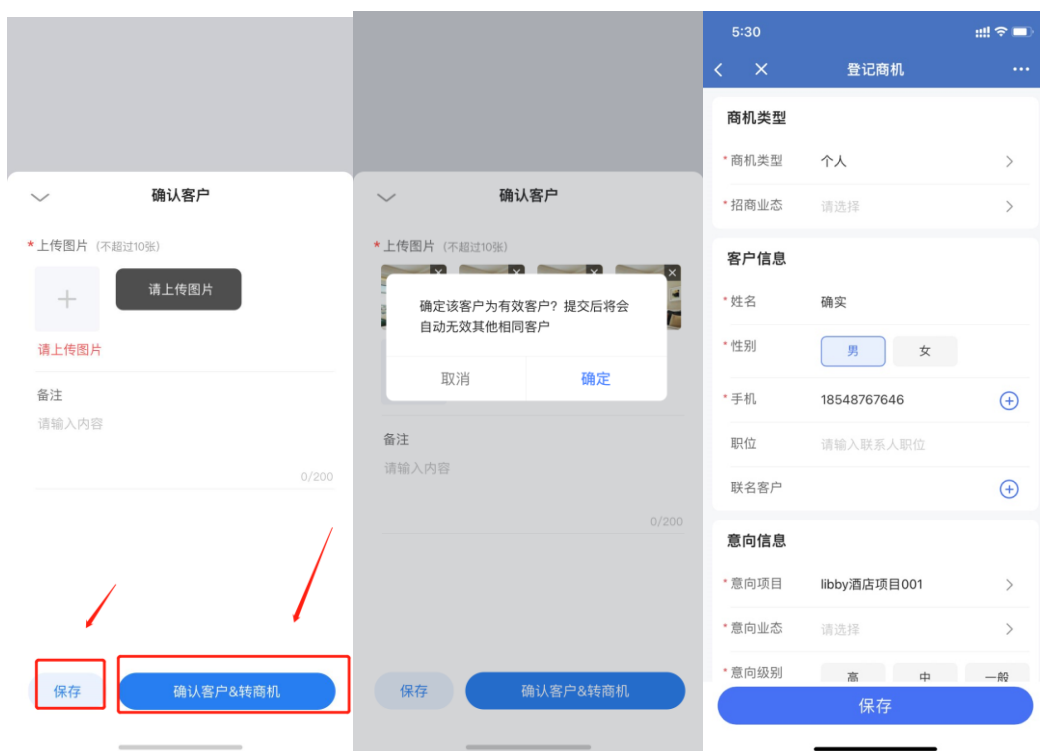 确认客户
*上传图片（不超过10张）
请上传图片
请上传图片
备注
请输入内容
0/200
保存
确认客户&转商机
确认客户
*上传图片（不超过10张）
确定该客户为有效客户？提交后将会
自动无效其他相同客户
取消
确定
备注
请输入内容
0/200
保存
确认客户&转商机
5:30
登记商机
商机类型
*商机类型 个人
*招商业态 请选择
客户信息
*姓名 确实
*性别 男 女
*手机 18548767646
职位 请输入联系人职位
联名客户
意向信息
*意向项目 libby酒店项目001
*意向业态 请选择
*意向级别 高 中 一般
保存